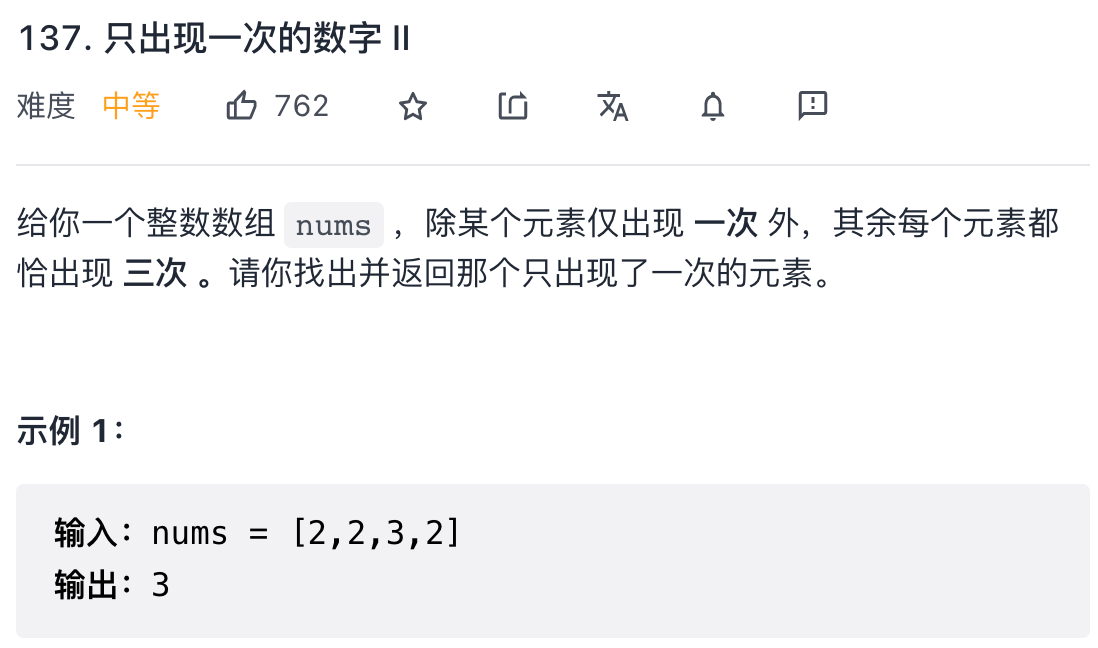 137. 只出现一次的数字 II
难度 中等 762
给你一个整数数组 nums ，除某个元素仅出现 一次 外，其余每个元素都
恰出现 三次 。请你找出并返回那个只出现了一次的元素。
示例 1：
输入：nums = [2,2,3,2]
输出：3